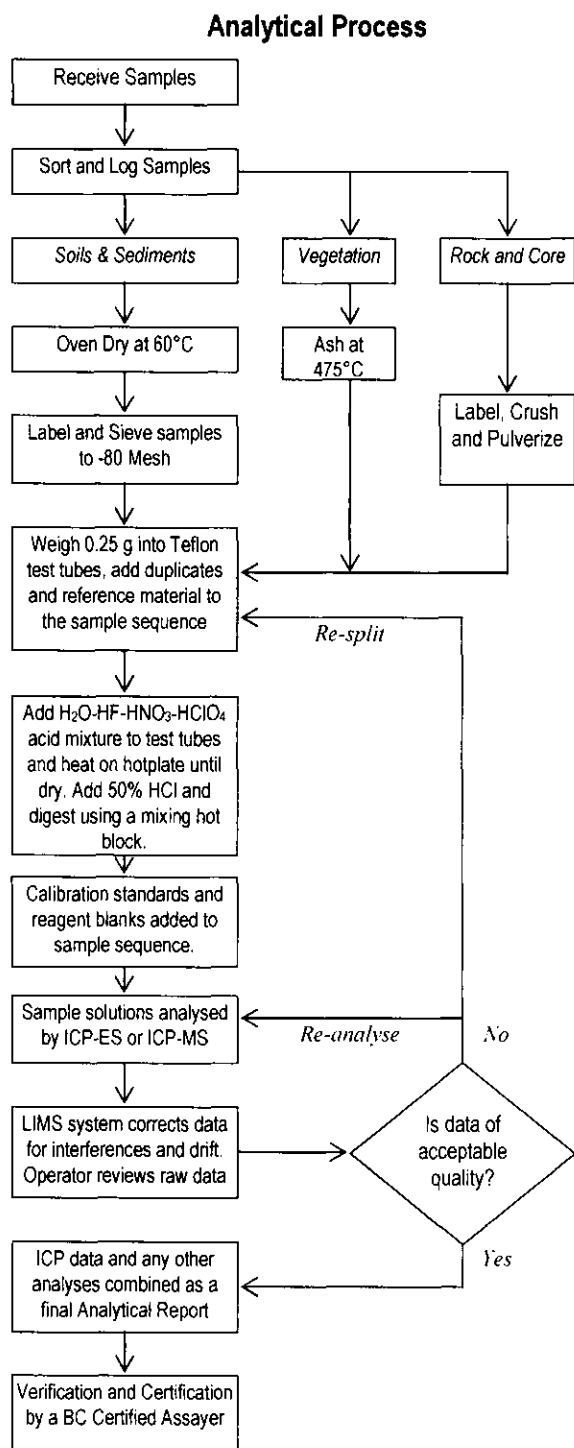 Analytical Process
Receive Samples
Sort and Log Samples
Soils & Sediments
Vegetation
Rock and Core
Oven Dry at 60°C
Ash at
475°C
Label and Sieve samples
to -80 Mesh
Label, Crush
and Pulverize
Weigh 0.25 g into Teflon
test tubes, add duplicates
and reference material to
the sample sequence
Re-split
Add H₂O-HF-HNO₃-HClO₄
acid mixture to test tubes
and heat on hotplate until
dry. Add 50% HCl and
digest using a mixing hot
block.
Calibration standards and
reagent blanks added to
sample sequence.
Sample solutions analysed
by ICP-ES or ICP-MS
Re-analyse
No
LIMS system corrects data
for interferences and drift.
Operator reviews raw data
Is data of
acceptable
quality?
Yes
ICP data and any other
analyses combined as a
final Analytical Report
Verification and Certification
by a BC Certified Assayer